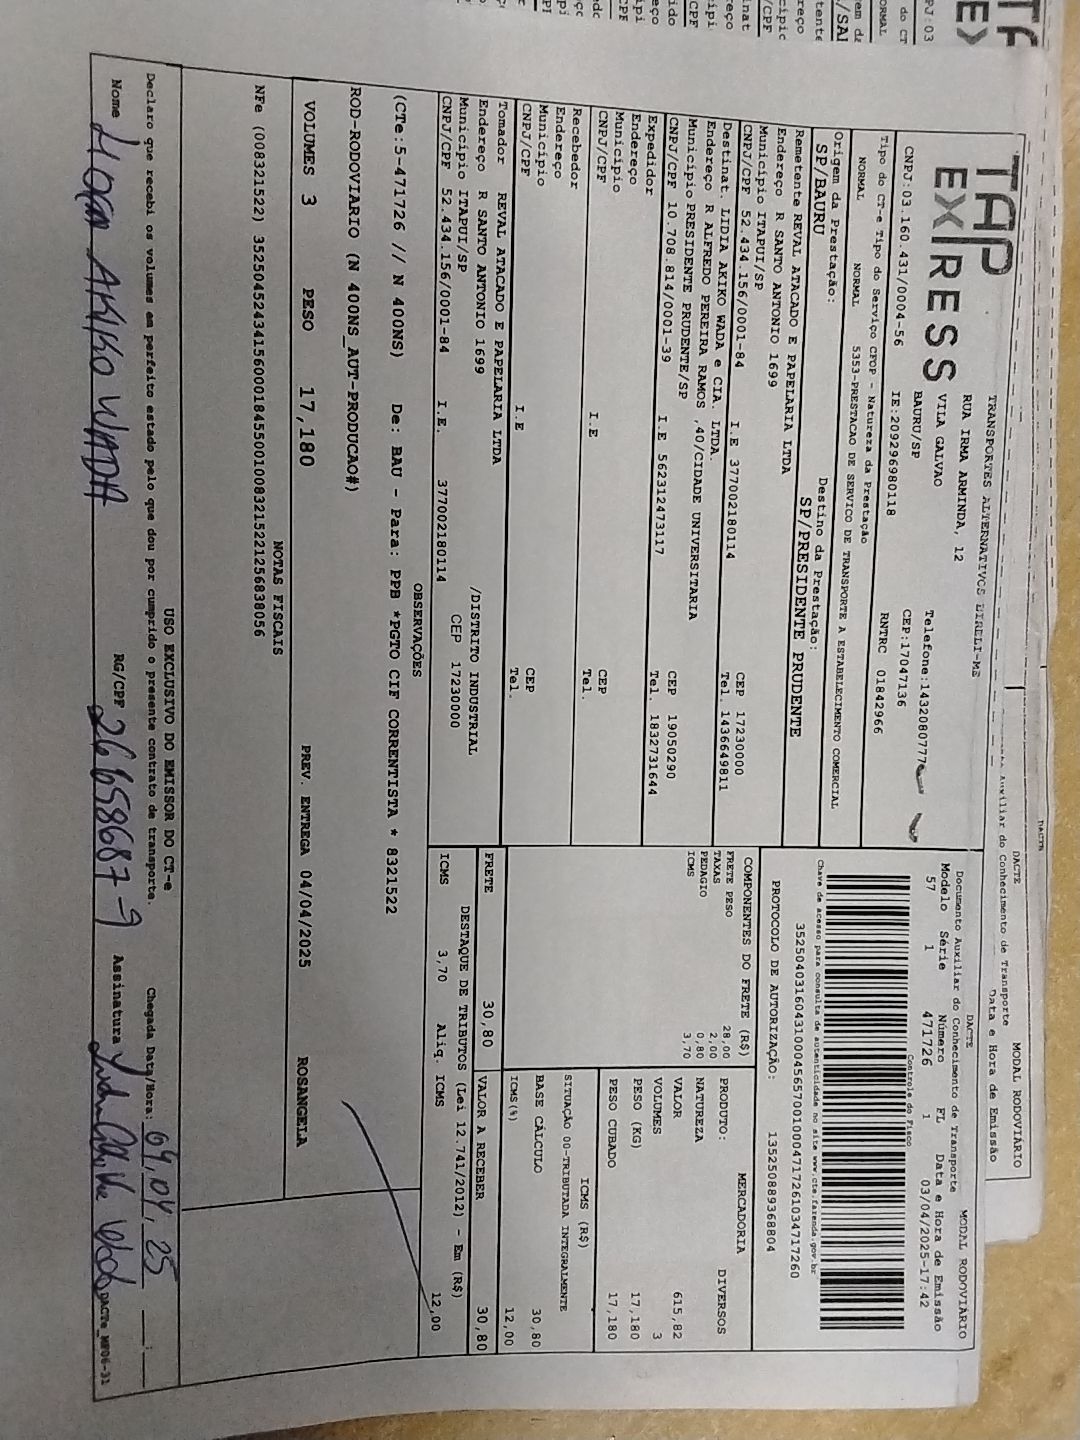 TAP
EXPRESS
TRANSPORTES ALTERNATIVOS EIRELI-ME
RUA IRMA ARMINDA, 12
VILA GALVAO
BAURU/SP
Telefone:1432080777
CEP:17047136
CNPJ:03.160.431/0004-56 IE:209296980118 RNTRC 01842966
Tipo do CT-e Tipo do Serviço CFOP - Natureza da Prestação
NORMAL NORMAL 5353-PRESTACAO DE SERVICO DE TRANSPORTE A ESTABELECIMENTO COMERCIAL
Origem da Prestação: Destino da Prestação:
SP/BAURU SP/PRESIDENTE PRUDENTE
Remetente REVAL ATACADO E PAPELARIA LTDA
Endereço R SANTO ANTONIO 1699
Município ITAPUI/SP CEP 17230000
CNPJ/CPF 52.434.156/0001-84 I.E 377002180114 Tel. 1436649811
Destinat. LIDIA AKIKO WADA e CIA. LTDA.
Endereço R ALFREDO PEREIRA RAMOS ,40/CIDADE UNIVERSITARIA
Município PRESIDENTE PRUDENTE/SP CEP 19050290
CNPJ/CPF 10.708.814/0001-39 I.E 562312473117 Tel. 1832731644
Expedidor
Endereço
Município CEP
CNPJ/CPF I.E Tel.
Recebedor
Endereço
Município CEP
CNPJ/CPF I.E Tel.
Tomador REVAL ATACADO E PAPELARIA LTDA
Endereço R SANTO ANTONIO 1699 /DISTRITO INDUSTRIAL
Município ITAPUI/SP CEP 17230000
CNPJ/CPF 52.434.156/0001-84 I.E. 377002180114
DACTE MODAL RODOVIÁRIO
Documento Auxiliar do Conhecimento de Transporte
Modelo Série Número FL Data e Hora de Emissão
57 1 471726 1 03/04/2025-17:42
Controle do Fisco
Chave de acesso para consulta de autenticidade no site www.cte.fazenda.gov.br
35250403160431000456570010004717261034717260
PROTOCOLO DE AUTORIZAÇÃO: 135250889368804
COMPONENTES DO FRETE (R$)
FRETE PESO 28,00
TAXAS 2,00
PEDAGIO 0,80
ICMS 3,70
MERCADORIA
PRODUTO: DIVERSOS
NATUREZA
VALOR 615,82
VOLUMES 3
PESO (KG) 17,180
PESO CUBADO 17,180
ICMS (R$)
SITUAÇÃO 00-TRIBUTADA INTEGRALMENTE
BASE CÁLCULO 30,80
ICMS(%) 12,00
FRETE 30,80 VALOR A RECEBER 30,80
DESTAQUE DE TRIBUTOS (Lei 12.741/2012) - Em (R$)
ICMS 3,70 Aliq. ICMS 12,00
OBSERVAÇÕES
(CTe:5-471726 // N 400NS) De: BAU - Para: PPB *PGTO CIF CORRENTISTA * 8321522
ROD-RODOVIARIO (N 400NS_AUT-PRODUCAO#)
VOLUMES 3 PESO 17,180 PREV. ENTREGA 04/04/2025 ROSANGELA
NOTAS FISCAIS
NFe (008321522) 35250452434156000184550010083215221256838056
USO EXCLUSIVO DO EMISSOR DO CT-e
Declaro que recebi os volumes em perfeito estado pelo que dou por cumprido o presente contrato de transporte. Chegada Data/Hora: 09,04,25
Nome AKIKO WADA RG/CPF 26658687-9 Assinatura
DACTe_MP06-31